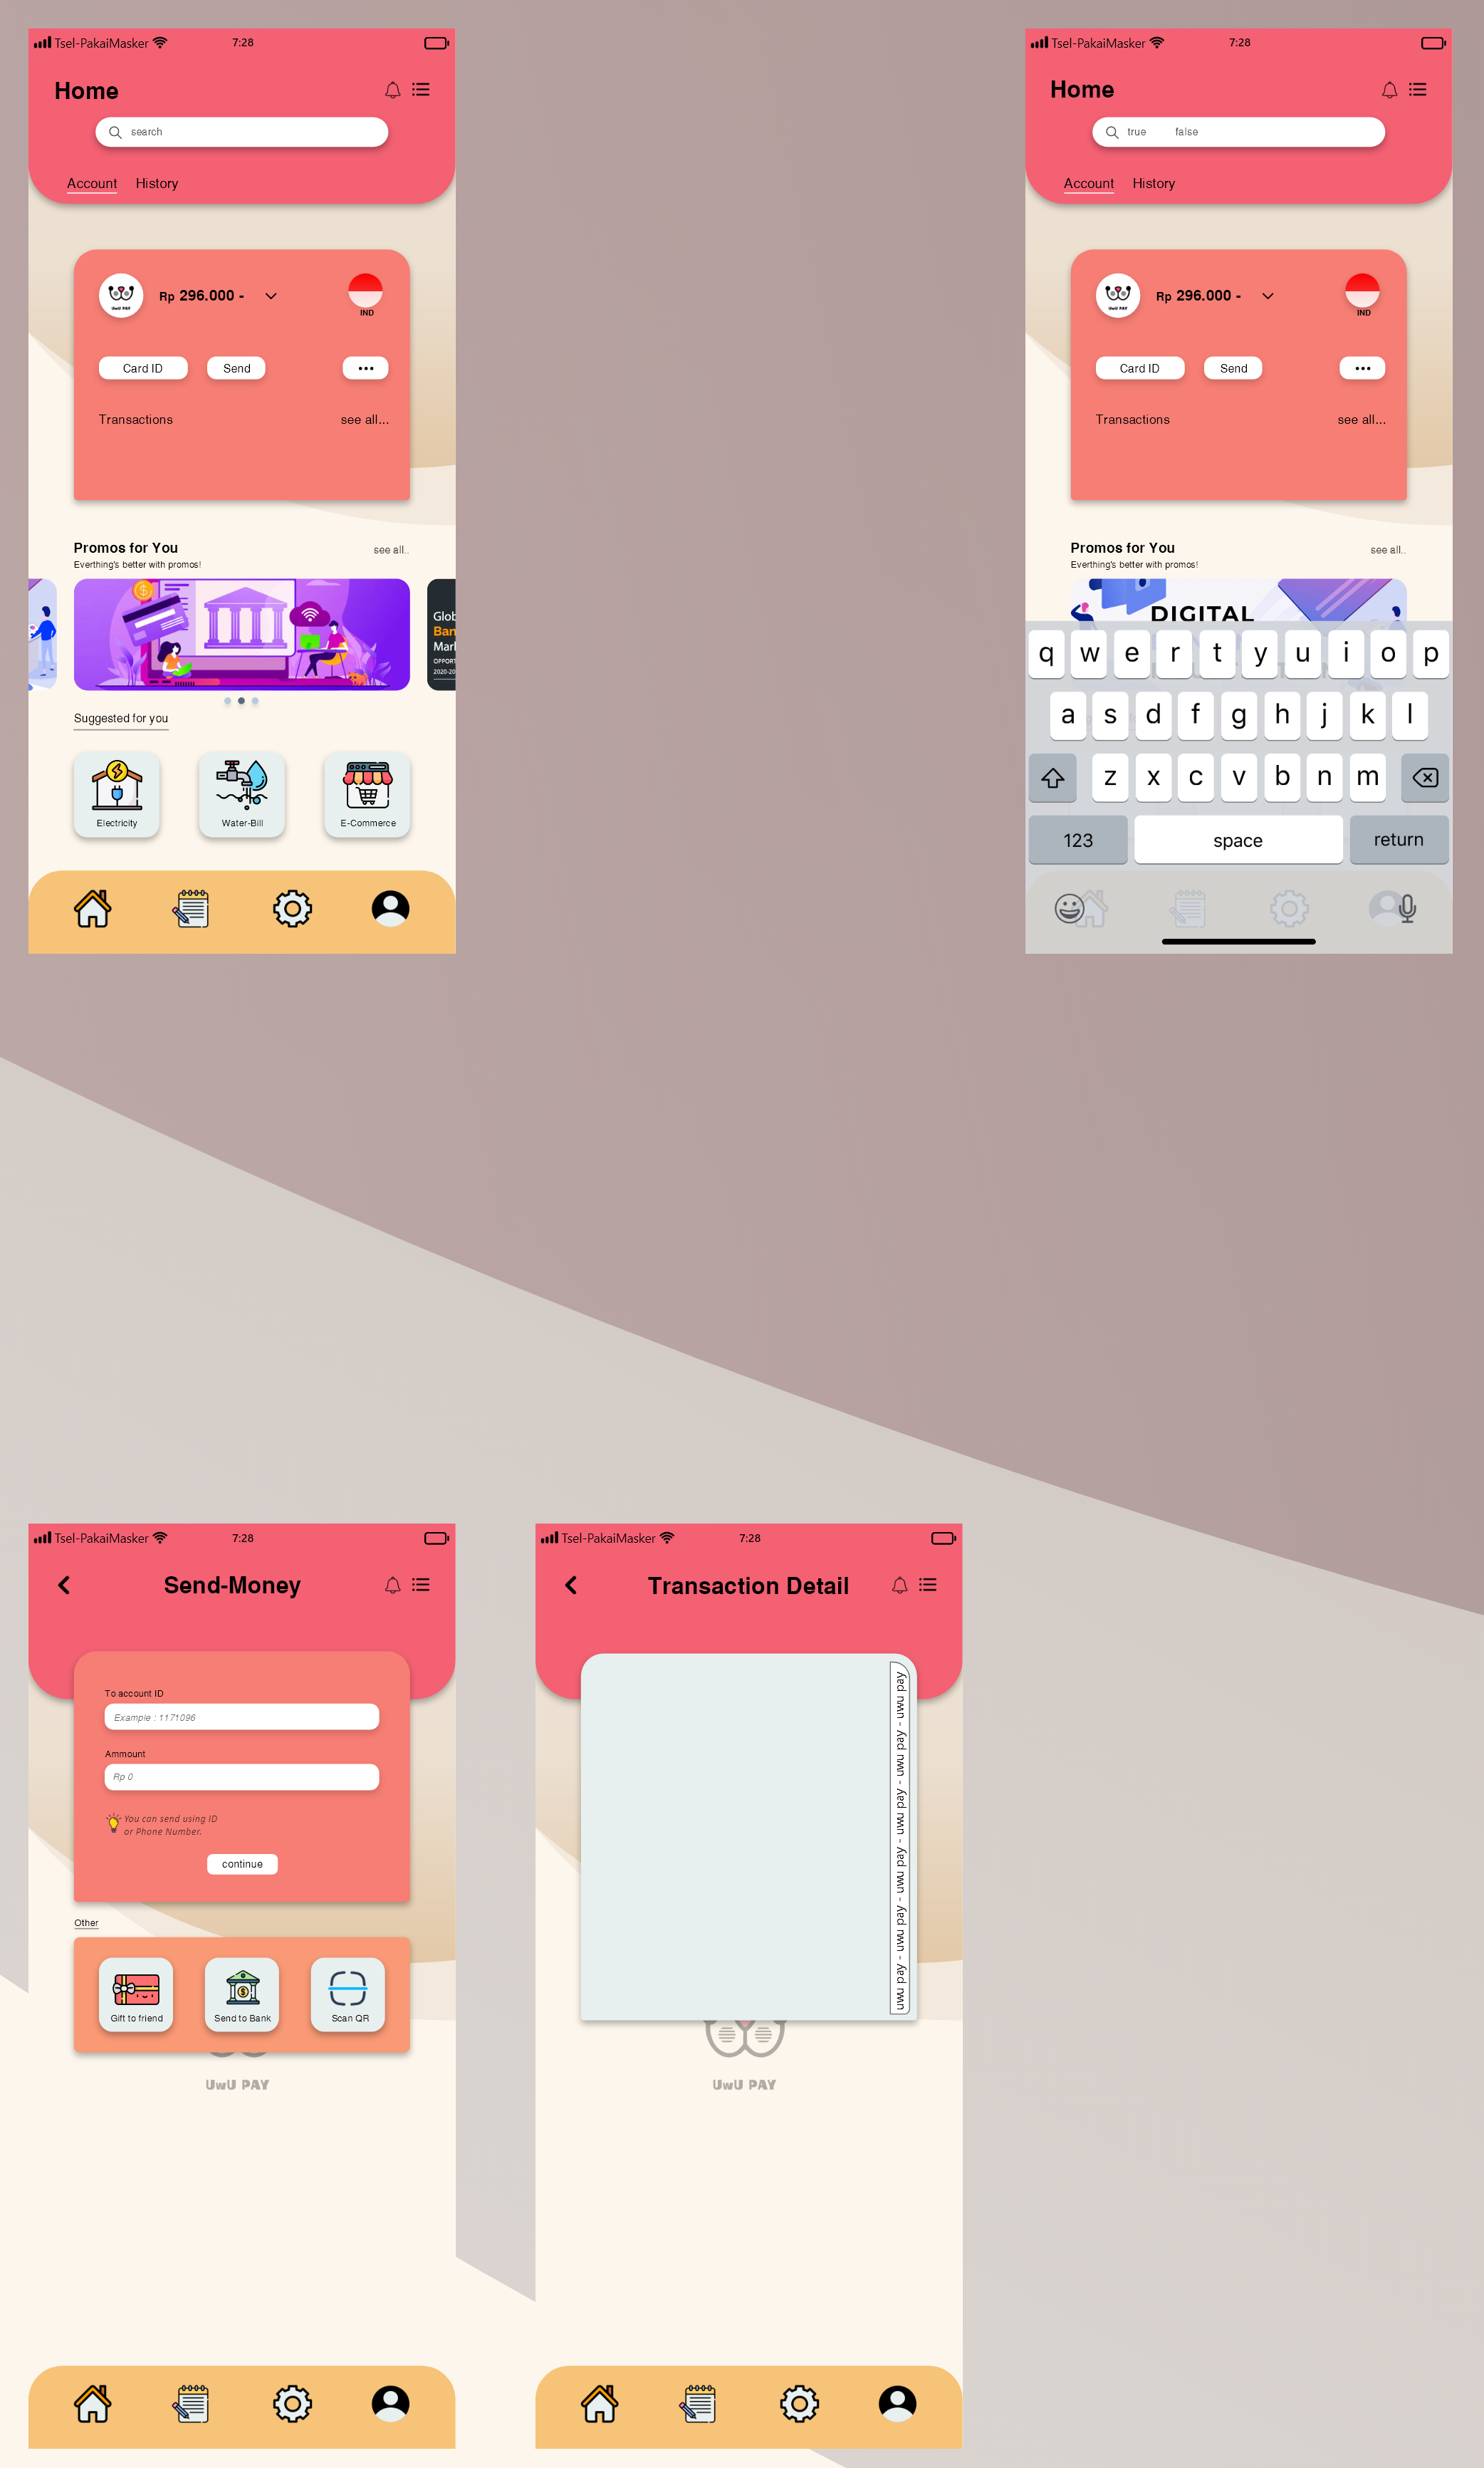 Tsel-PakaiMasker 7:28
Home
search
Account History
UwU PAY
Rp 296.000 -
IND
Card ID Send
Transactions see all...
Promos for You see all..
Everthing's better with promos!
Glob
Ban
Mark
OPPORT
2020-20
Suggested for you
Electricity Water-Bill E-Commerce
Tsel-PakaiMasker 7:28
Home
true false
Account History
UwU PAY
Rp 296.000 -
IND
Card ID Send
Transactions see all...
Promos for You see all..
Everthing's better with promos!
DIGITAL
q w e r t y u i o p
a s d f g h j k l
z x c v b n m
123 space return
Tsel-PakaiMasker 7:28
Send-Money
To account ID
Example : 1171096
Ammount
Rp 0
You can send using ID
or Phone Number.
continue
Other
Gift to friend Send to Bank Scan QR
UwU PAY
Tsel-PakaiMasker 7:28
Transaction Detail
uwu pay - uwu pay - uwu pay - uwu pay - uwu pay - uwu pay
UwU PAY